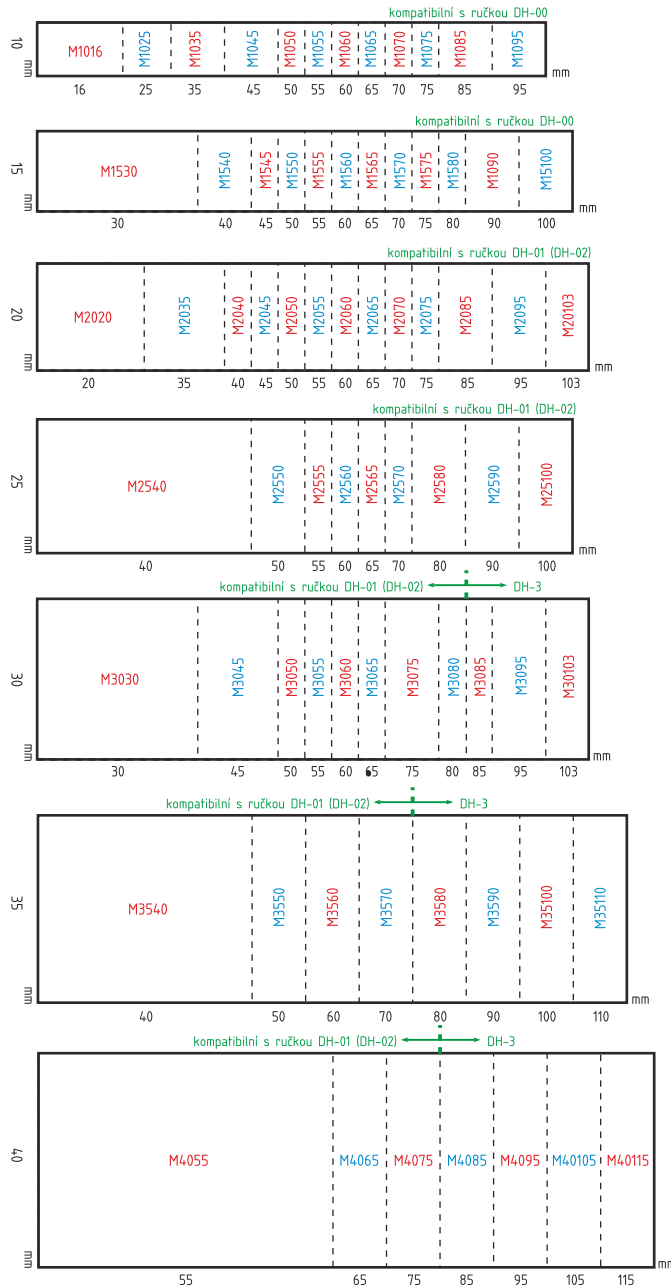 kompatibilní s ručkou DH-00
10 mm
M1016 M1025 M1035 M1045 M1050 M1055 M1060 M1065 M1070 M1075 M1085 M1095
mm
16 25 35 45 50 55 60 65 70 75 85 95
kompatibilní s ručkou DH-00
15 mm
M1530 M1540 M1545 M1550 M1555 M1560 M1565 M1570 M1575 M1580 M1090 M15100
mm
30 40 45 50 55 60 65 70 75 80 90 100
kompatibilní s ručkou DH-01 (DH-02)
20 mm
M2020 M2035 M2040 M2045 M2050 M2055 M2060 M2065 M2070 M2075 M2085 M2095 M20103
mm
20 35 40 45 50 55 60 65 70 75 85 95 103
kompatibilní s ručkou DH-01 (DH-02)
25 mm
M2540 M2550 M2555 M2560 M2565 M2570 M2580 M2590 M25100
mm
40 50 55 60 65 70 80 90 100
kompatibilní s ručkou DH-01 (DH-02) DH-3
30 mm
M3030 M3045 M3050 M3055 M3060 M3065 M3075 M3080 M3085 M3095 M30103
mm
30 45 50 55 60 65 75 80 85 95 103
kompatibilní s ručkou DH-01 (DH-02) DH-3
35 mm
M3540 M3550 M3560 M3570 M3580 M3590 M35100 M35110
mm
40 50 60 70 80 90 100 110
kompatibilní s ručkou DH-01 (DH-02) DH-3
40 mm
M4055 M4065 M4075 M4085 M4095 M40105 M40115
mm
55 65 75 85 95 105 115